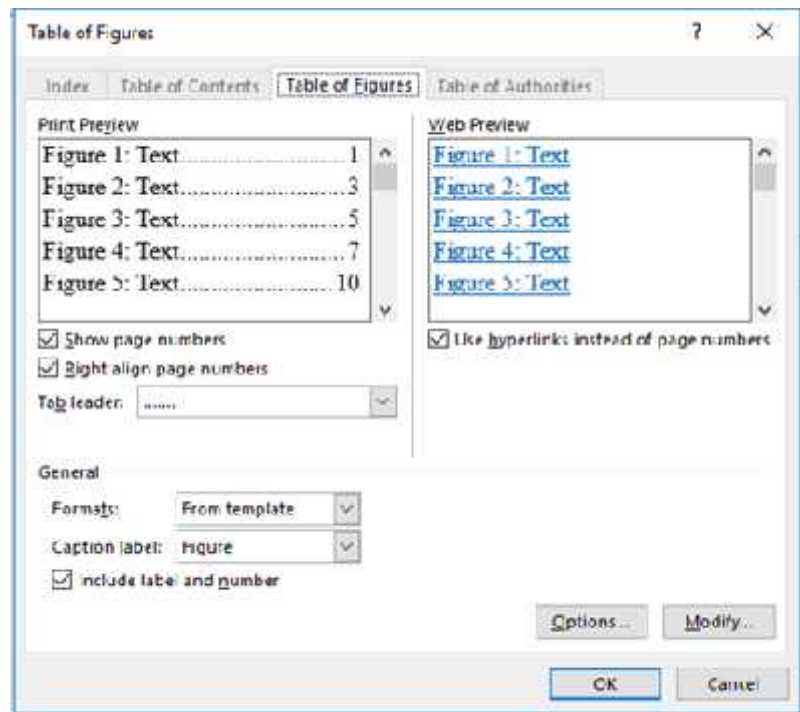 Table of Figures ?
Index Table of Contents Table of Figures Table of Authorities
Print Preview
Figure 1: Text.............................1
Figure 2: Text.............................3
Figure 3: Text.............................5
Figure 4: Text.............................7
Figure 5: Text...........................10
Show page numbers
Right align page numbers
Tab leader: .......
Web Preview
Figure 1: Text
Figure 2: Text
Figure 3: Text
Figure 4: Text
Figure 5: Text
Use hyperlinks instead of page numbers
General
Formats: From template
Caption label: Figure
Include label and number
Options... Modify...
OK Cancel